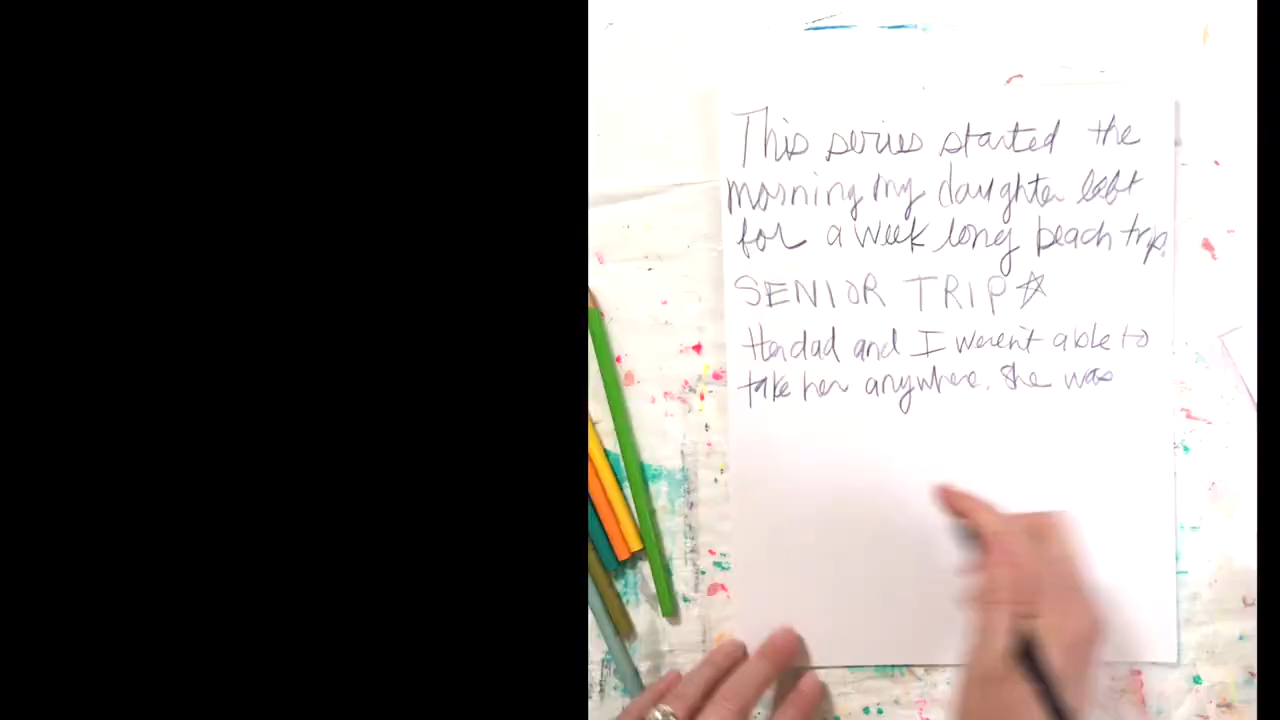 This series started the
morning my daughter left
for a week long beach trip.
SENIOR TRIP
Her dad and I weren't able to
take her anywhere. She was